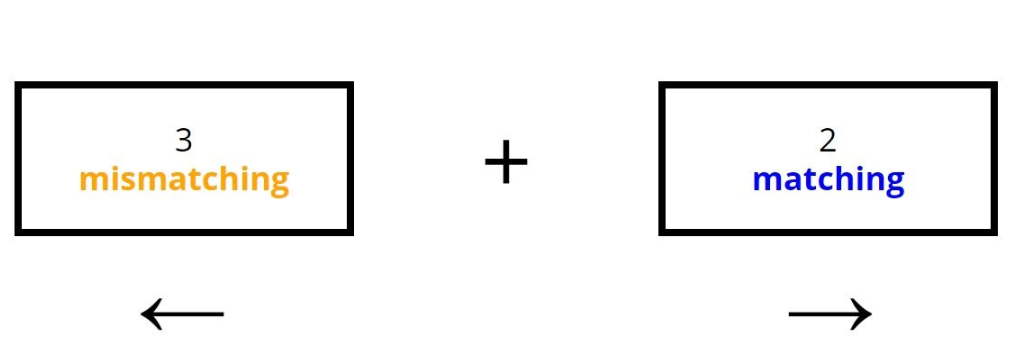 3
mismatching
+
2
matching
← →